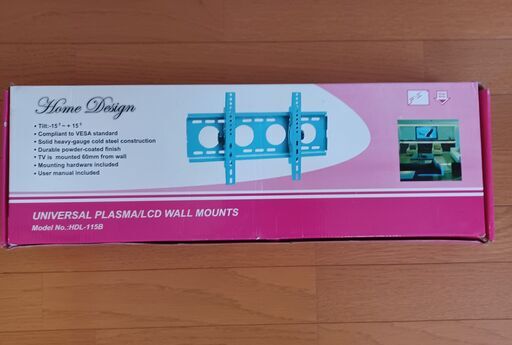 Home Design
• Tilt:-15° ~ + 15°
• Compliant to VESA standard
• Solid heavy-gauge cold steel construction
• Durable powder-coated finish
• TV is mounted 60mm from wall
• Mounting hardware included
• User manual included
UNIVERSAL PLASMA/LCD WALL MOUNTS
Model No.:HDL-115B